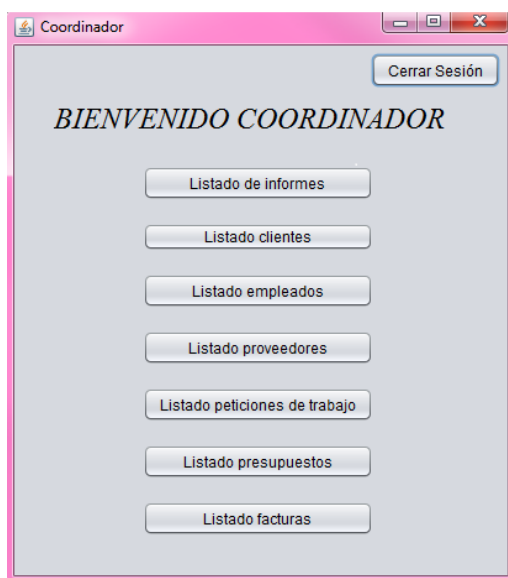 Coordinador
Cerrar Sesión
BIENVENIDO COORDINADOR
Listado de informes
Listado clientes
Listado empleados
Listado proveedores
Listado peticiones de trabajo
Listado presupuestos
Listado facturas